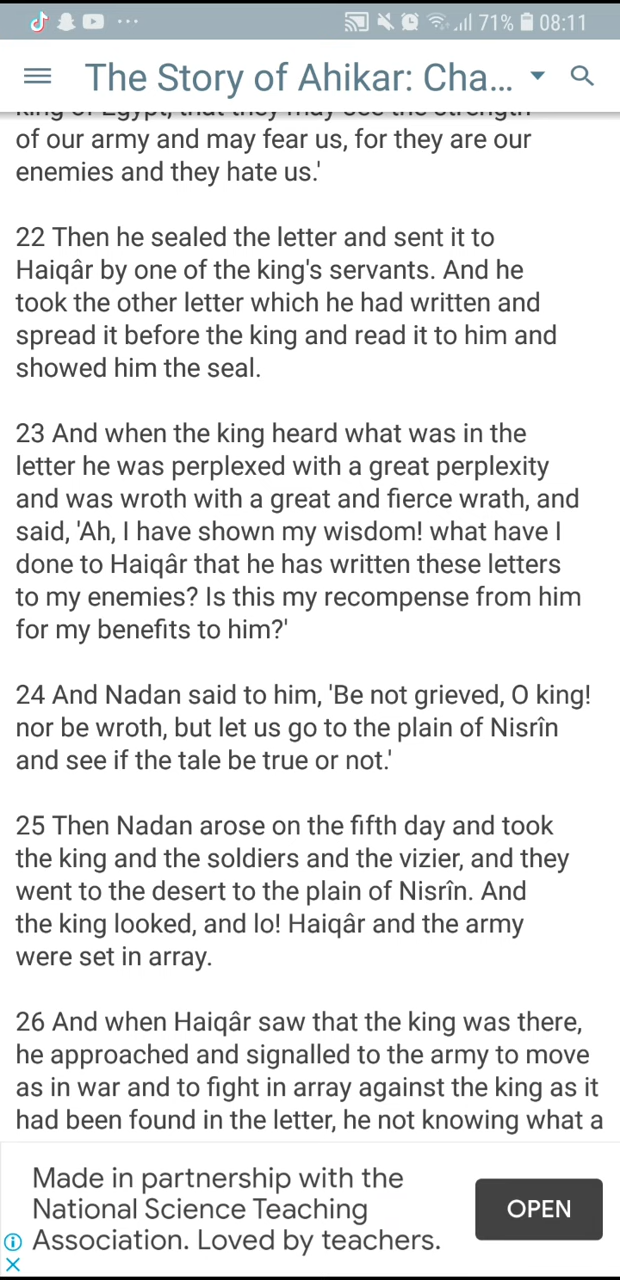 71% 08:11
The Story of Ahikar: Cha...
king of Egypt, that they may see the strength
of our army and may fear us, for they are our
enemies and they hate us.'
22 Then he sealed the letter and sent it to
Haiqâr by one of the king's servants. And he
took the other letter which he had written and
spread it before the king and read it to him and
showed him the seal.
23 And when the king heard what was in the
letter he was perplexed with a great perplexity
and was wroth with a great and fierce wrath, and
said, 'Ah, I have shown my wisdom! what have I
done to Haiqâr that he has written these letters
to my enemies? Is this my recompense from him
for my benefits to him?'
24 And Nadan said to him, 'Be not grieved, O king!
nor be wroth, but let us go to the plain of Nisrîn
and see if the tale be true or not.'
25 Then Nadan arose on the fifth day and took
the king and the soldiers and the vizier, and they
went to the desert to the plain of Nisrîn. And
the king looked, and lo! Haiqâr and the army
were set in array.
26 And when Haiqâr saw that the king was there,
he approached and signalled to the army to move
as in war and to fight in array against the king as it
had been found in the letter, he not knowing what a
Made in partnership with the
National Science Teaching
Association. Loved by teachers.
OPEN